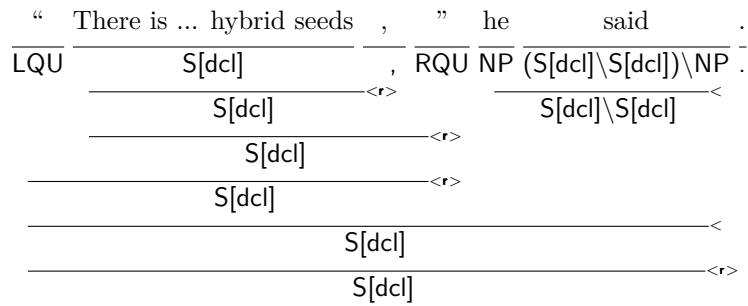 “ There is ... hybrid seeds , ” he said .
LQU S[dcl] , RQU NP (S[dcl]\S[dcl])\NP .
<r> <
S[dcl] S[dcl]\S[dcl]
<r>
S[dcl]
<r>
S[dcl]
<
S[dcl]
<r>
S[dcl]